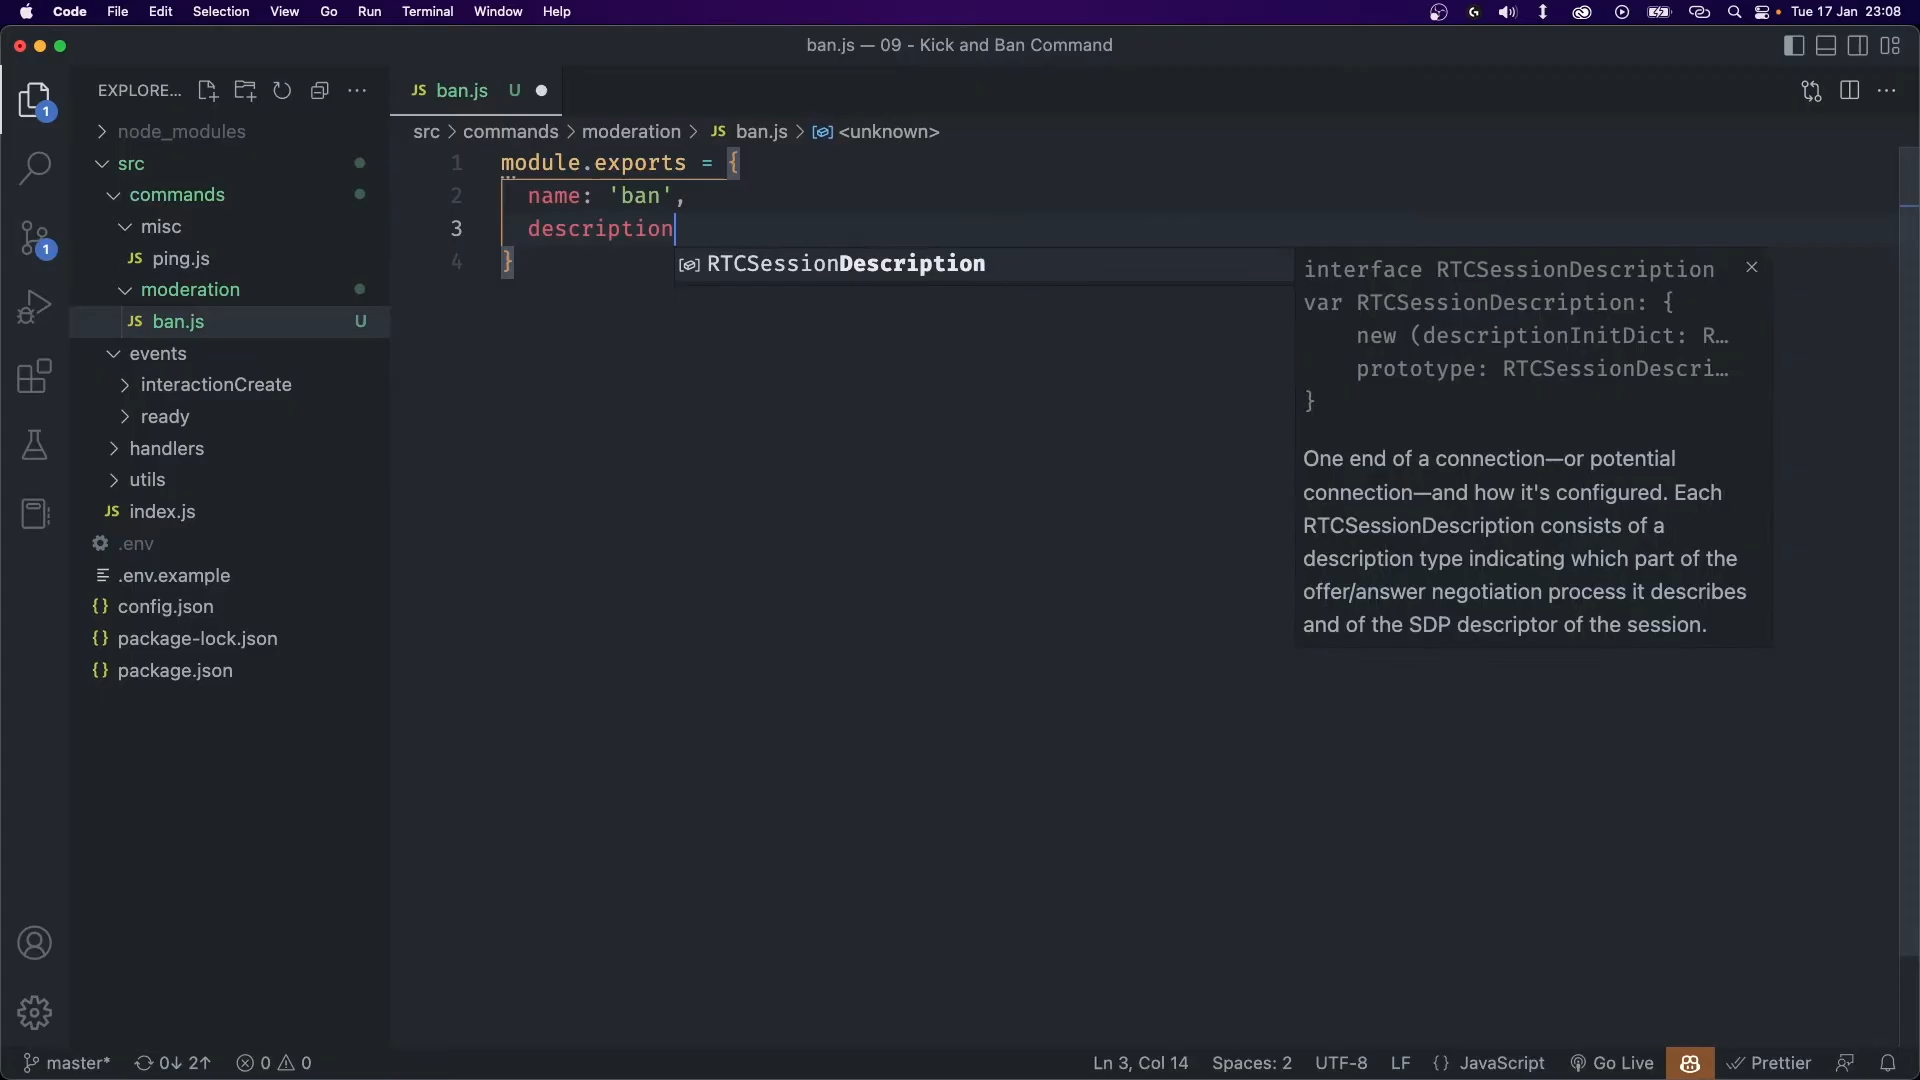 Code File Edit Selection View Go Run Terminal Window Help Tue 17 Jan 23:08
ban.js — 09 - Kick and Ban Command
EXPLORE...
JS ban.js U
src > commands > moderation > JS ban.js > <unknown>
node_modules
src
commands
misc
JS ping.js
moderation
JS ban.js U
events
interactionCreate
ready
handlers
utils
JS index.js
.env
.env.example
{} config.json
{} package-lock.json
{} package.json
1
1
1 module.exports = {
2 name: 'ban',
3 description
4 }
RTCSessionDescription
interface RTCSessionDescription
var RTCSessionDescription: {
new (descriptionInitDict: R…
prototype: RTCSessionDescri…
}
One end of a connection—or potential
connection—and how it's configured. Each
RTCSessionDescription consists of a
description type indicating which part of the
offer/answer negotiation process it describes
and of the SDP descriptor of the session.
master* 0↓ 2↑ 0 0 Ln 3, Col 14 Spaces: 2 UTF-8 LF {} JavaScript Go Live Prettier